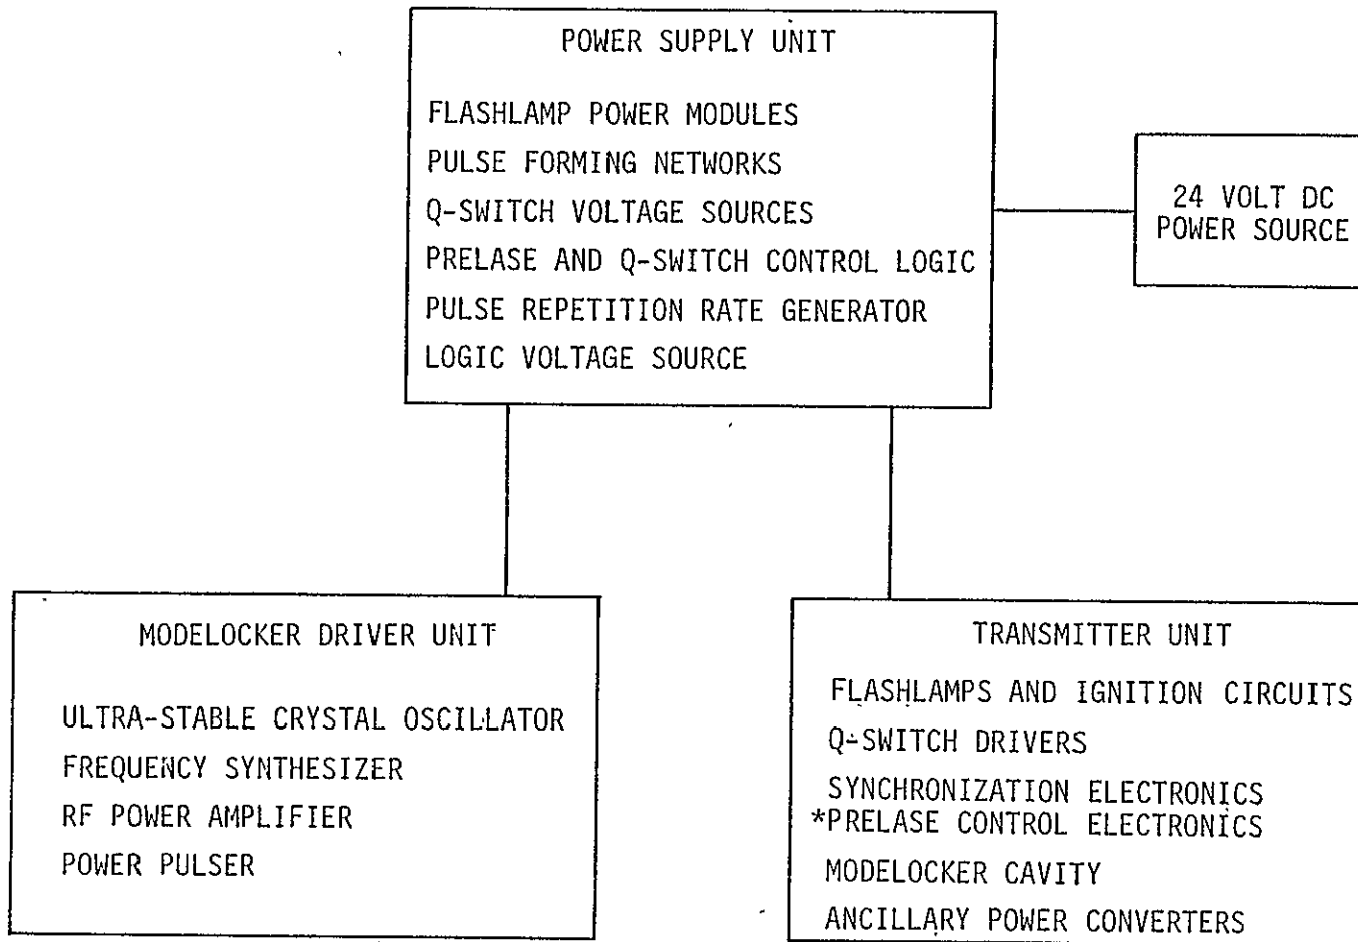 POWER SUPPLY UNIT
FLASHLAMP POWER MODULES
PULSE FORMING NETWORKS
Q-SWITCH VOLTAGE SOURCES
PRELASE AND Q-SWITCH CONTROL LOGIC
PULSE REPETITION RATE GENERATOR
LOGIC VOLTAGE SOURCE
24 VOLT DC
POWER SOURCE
MODELOCKER DRIVER UNIT
ULTRA-STABLE CRYSTAL OSCILLATOR
FREQUENCY SYNTHESIZER
RF POWER AMPLIFIER
POWER PULSER
TRANSMITTER UNIT
FLASHLAMPS AND IGNITION CIRCUITS
Q-SWITCH DRIVERS
SYNCHRONIZATION ELECTRONICS
*PRELASE CONTROL ELECTRONICS
MODELOCKER CAVITY
ANCILLARY POWER CONVERTERS